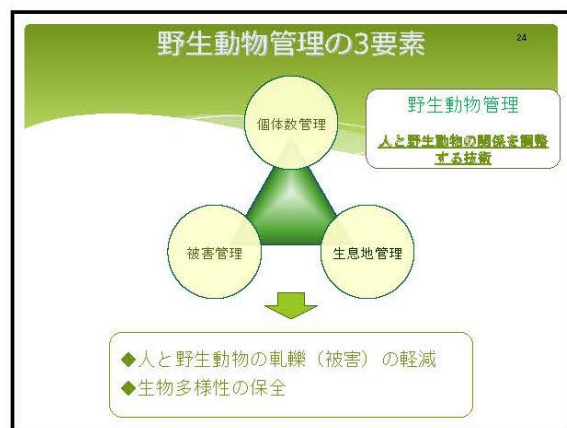 野生動物管理の3要素
24
個体数管理
野生動物管理
人と野生動物の関係を調整
する技術
被害管理
生息地管理
◆人と野生動物の軋轢（被害）の軽減
◆生物多様性の保全